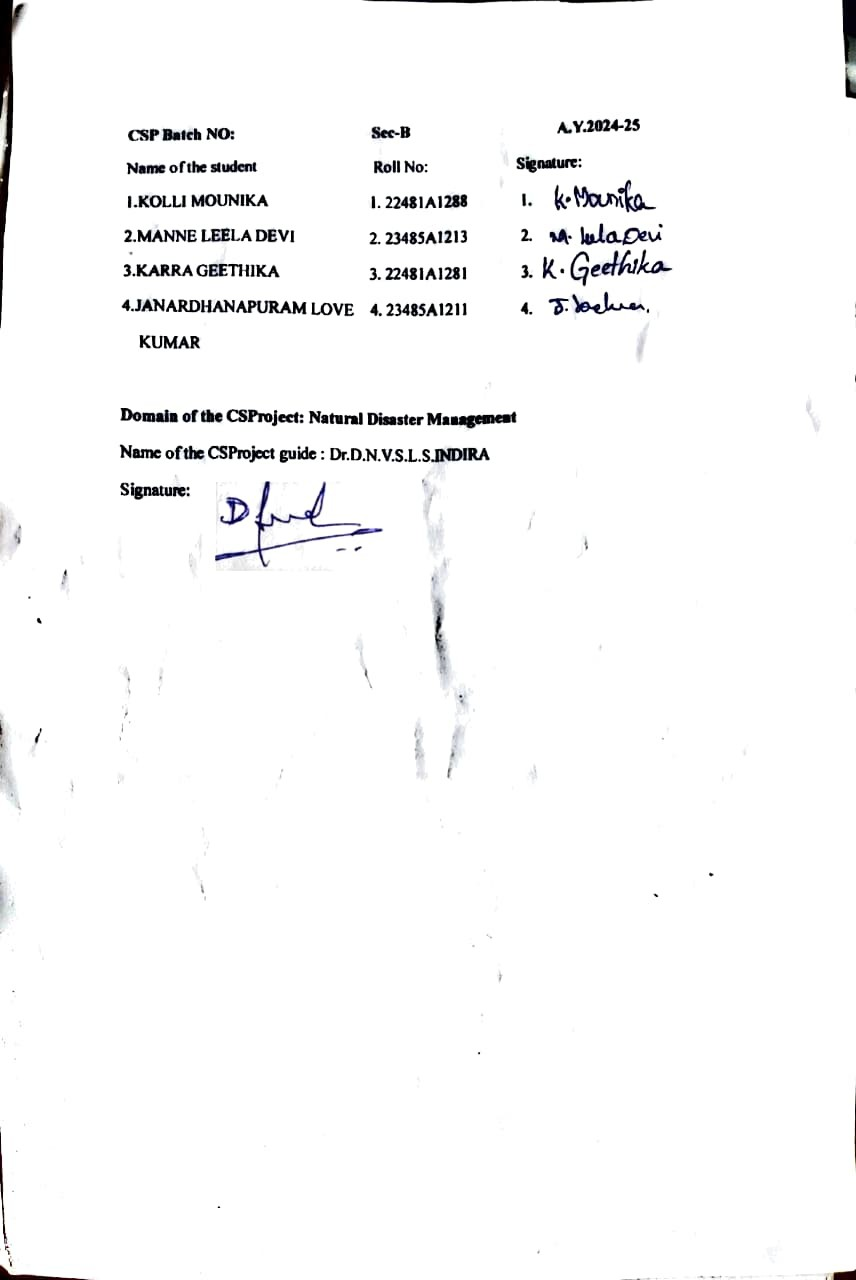 CSP Batch NO: Sec-B A.Y.2024-25
Name of the student Roll No: Signature:
1.KOLLI MOUNIKA 1. 22481A1288 1. K.Mounika
2.MANNE LEELA DEVI 2. 23485A1213 2. M. LeelaDevi
3.KARRA GEETHIKA 3. 22481A1281 3. K. Geethika
4.JANARDHANAPURAM LOVE 4. 23485A1211 4. J.
KUMAR
Domain of the CSProject: Natural Disaster Management
Name of the CSProject guide : Dr.D.N.V.S.L.S.INDIRA
Signature: